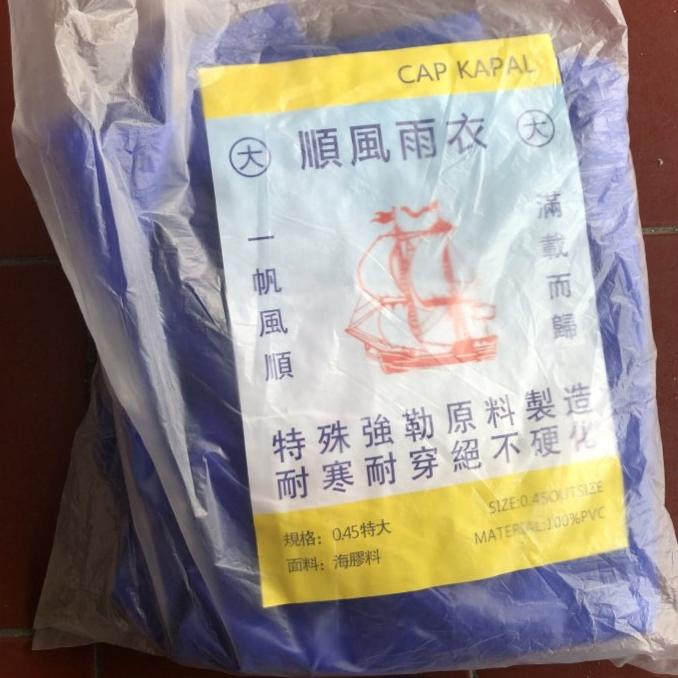 CAP KAPAL
大 順風雨衣 大
一帆風順
滿載而歸
特殊強勒原料製造
耐寒耐穿絕不硬化
規格：0.45特大
面料：海膠料
SIZE:0.45OUTSIZE
MATERIAL:100%PVC